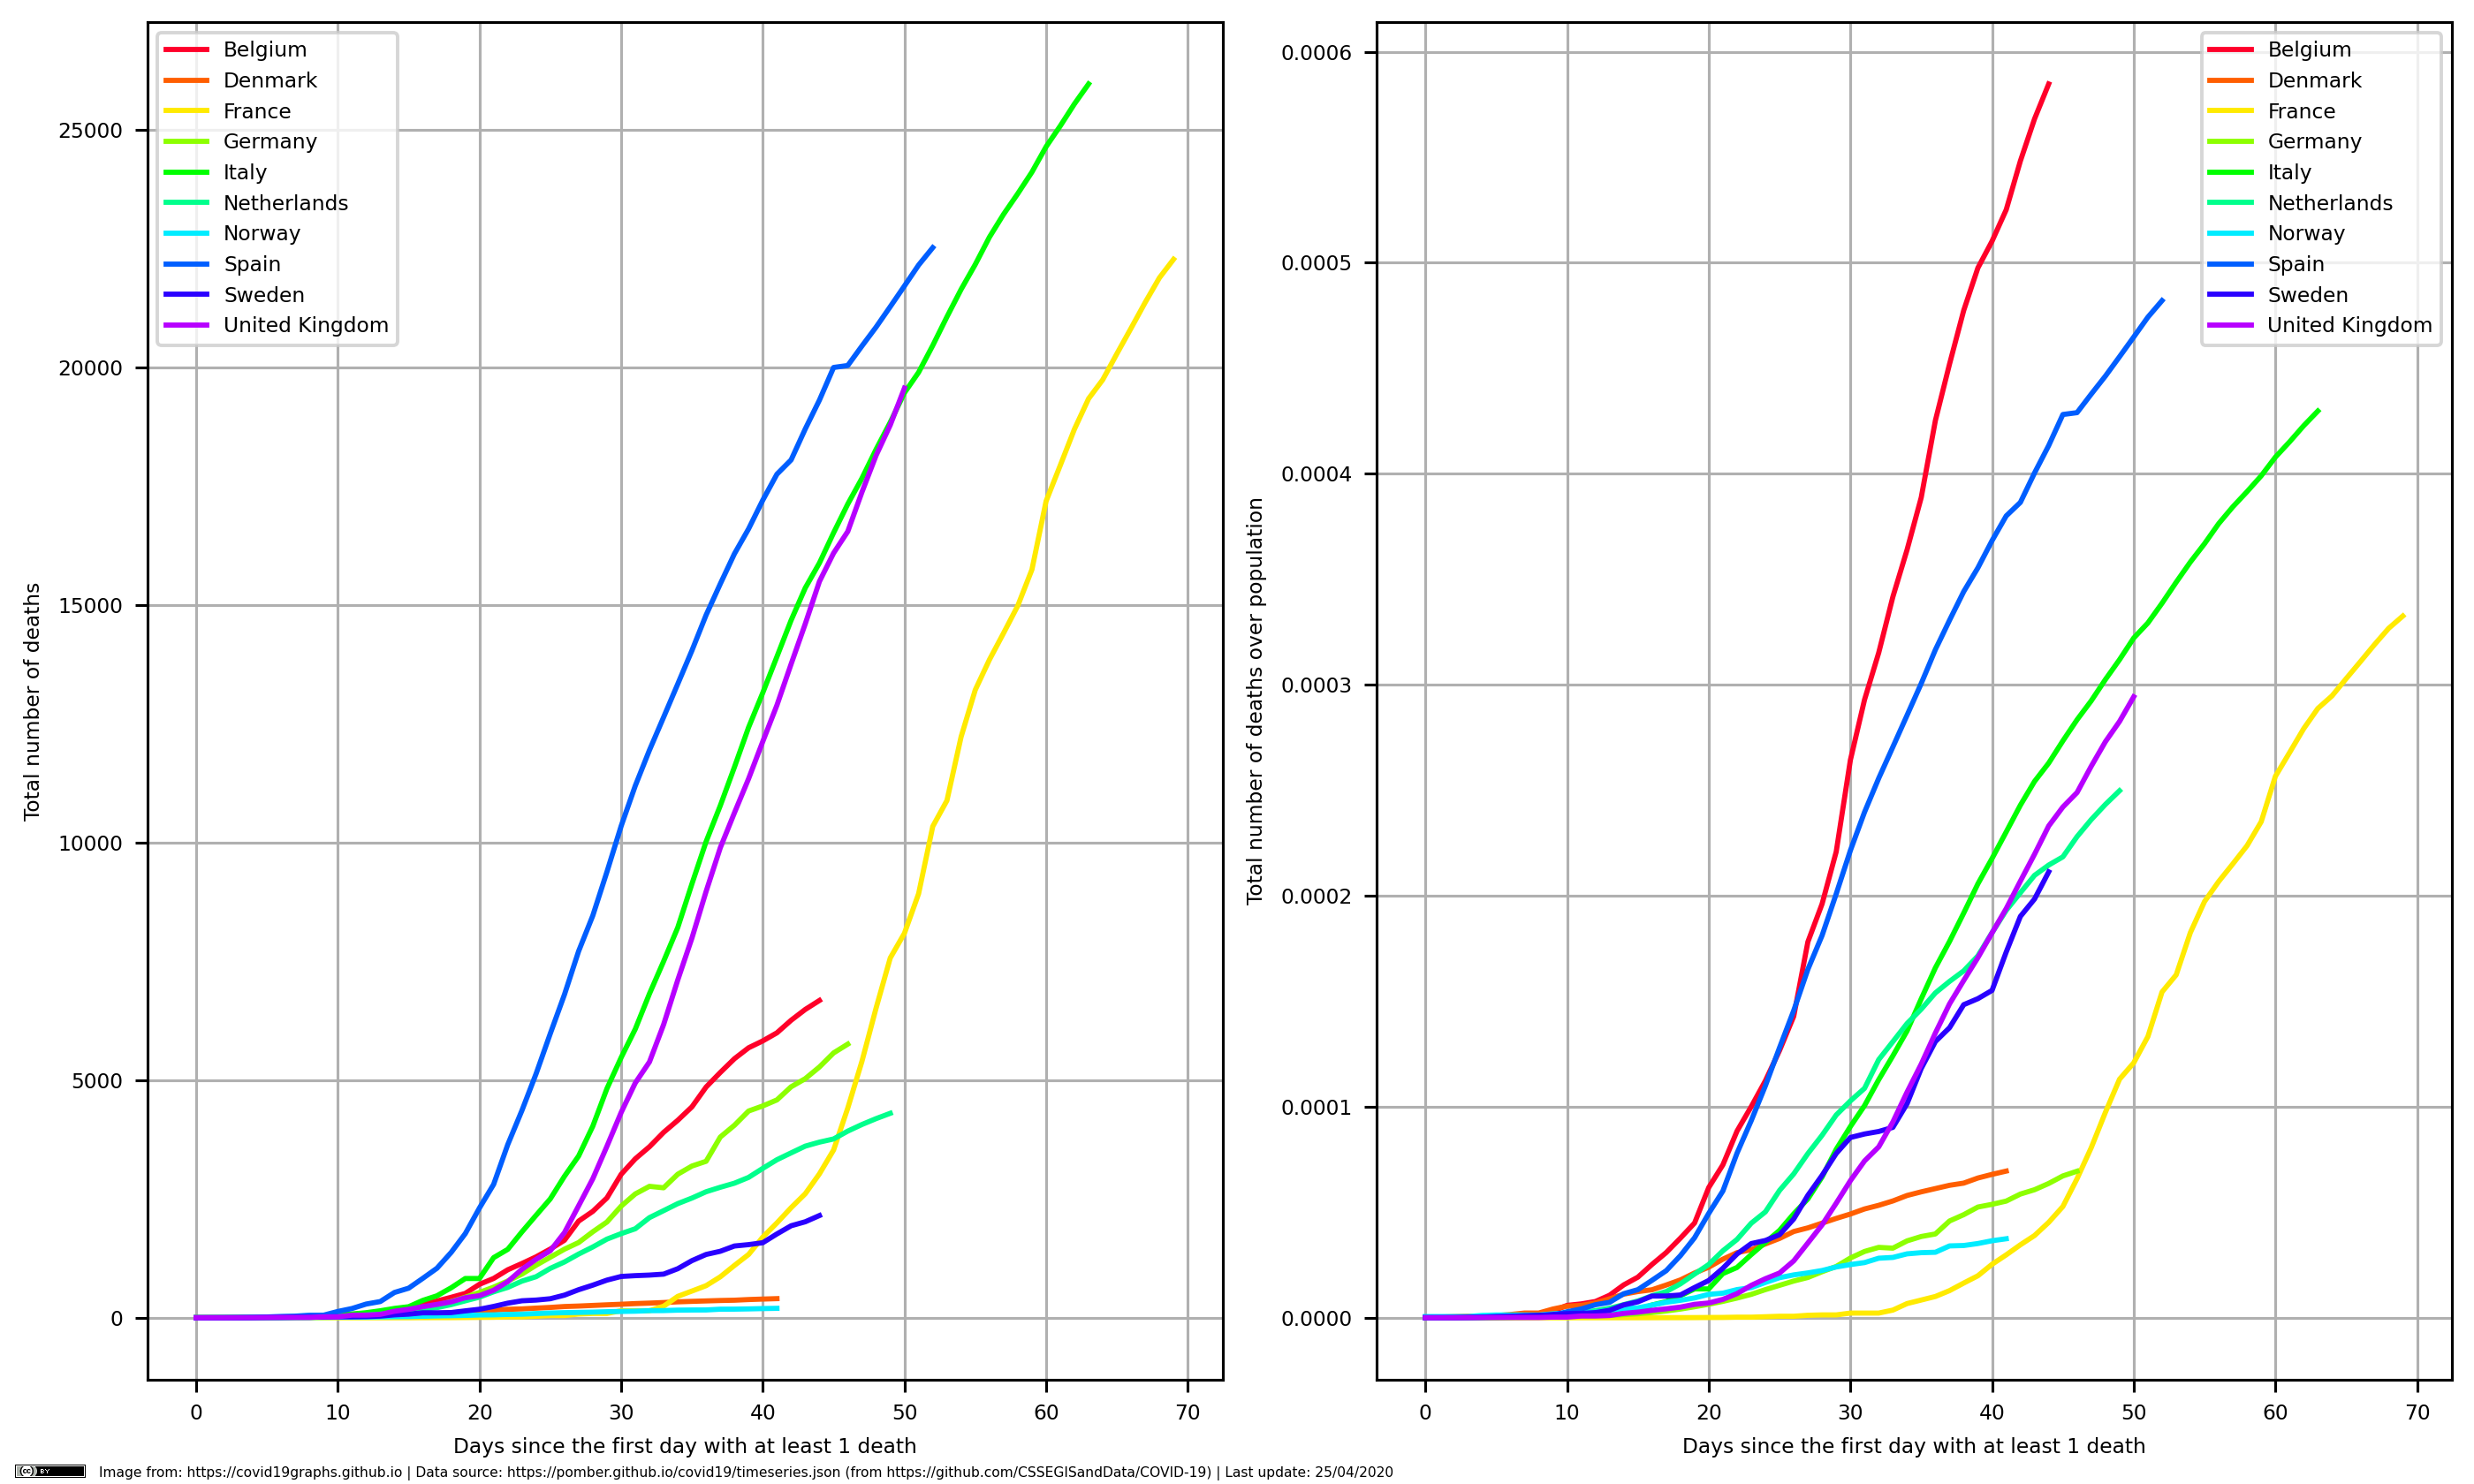 Belgium
Denmark
France
Germany
Italy
Netherlands
Norway
Spain
Sweden
United Kingdom
25000
20000
15000
10000
5000
0
Total number of deaths
0 10 20 30 40 50 60 70
Days since the first day with at least 1 death
Belgium
Denmark
France
Germany
Italy
Netherlands
Norway
Spain
Sweden
United Kingdom
0.0006
0.0005
0.0004
0.0003
0.0002
0.0001
0.0000
Total number of deaths over population
0 10 20 30 40 50 60 70
Days since the first day with at least 1 death
(cc) BY Image from: https://covid19graphs.github.io | Data source: https://pomber.github.io/covid19/timeseries.json (from https://github.com/CSSEGISandData/COVID-19) | Last update: 25/04/2020